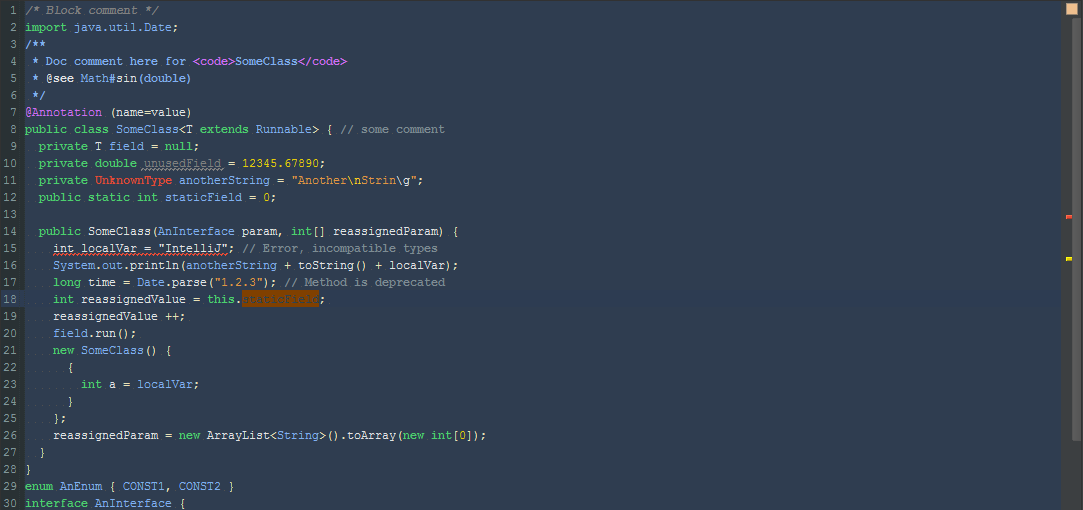 1 /* Block comment */
2 import java.util.Date;
3 /**
4 * Doc comment here for <code>SomeClass</code>
5 * @see Math#sin(double)
6 */
7 @Annotation (name=value)
8 public class SomeClass<T extends Runnable> { // some comment
9 private T field = null;
10 private double unusedField = 12345.67890;
11 private UnknownType anotherString = "Another\nStrin\g";
12 public static int staticField = 0;
13
14 public SomeClass(AnInterface param, int[] reassignedParam) {
15 int localVar = "IntelliJ"; // Error, incompatible types
16 System.out.println(anotherString + toString() + localVar);
17 long time = Date.parse("1.2.3"); // Method is deprecated
18 int reassignedValue = this.staticField;
19 reassignedValue ++;
20 field.run();
21 new SomeClass() {
22 {
23 int a = localVar;
24 }
25 };
26 reassignedParam = new ArrayList<String>().toArray(new int[0]);
27 }
28 }
29 enum AnEnum { CONST1, CONST2 }
30 interface AnInterface {